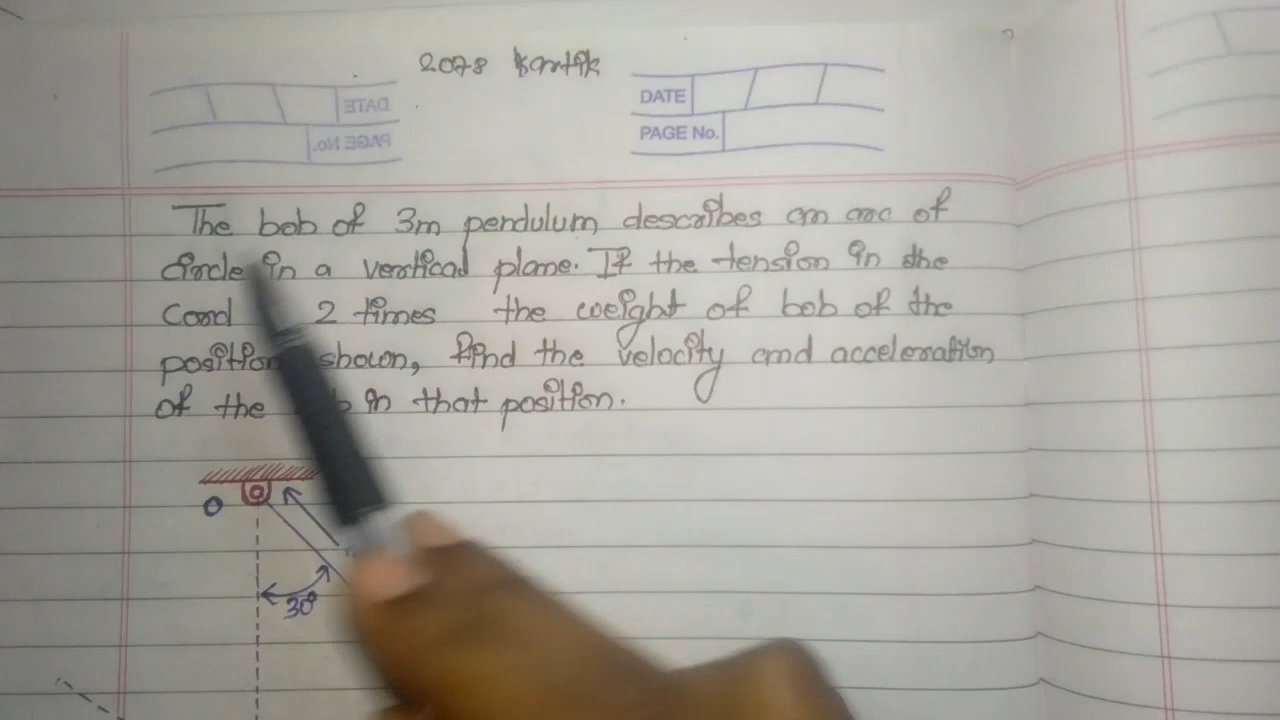 2078 Kartik
DATE
PAGE No.
DATE
PAGE No.
The bob of 3m pendulum describes an arc of
circle in a vertical plane. If the tension in the
cord 2 times the weight of bob of the
position shown, find the velocity and acceleration
of the in that position.
O
30°